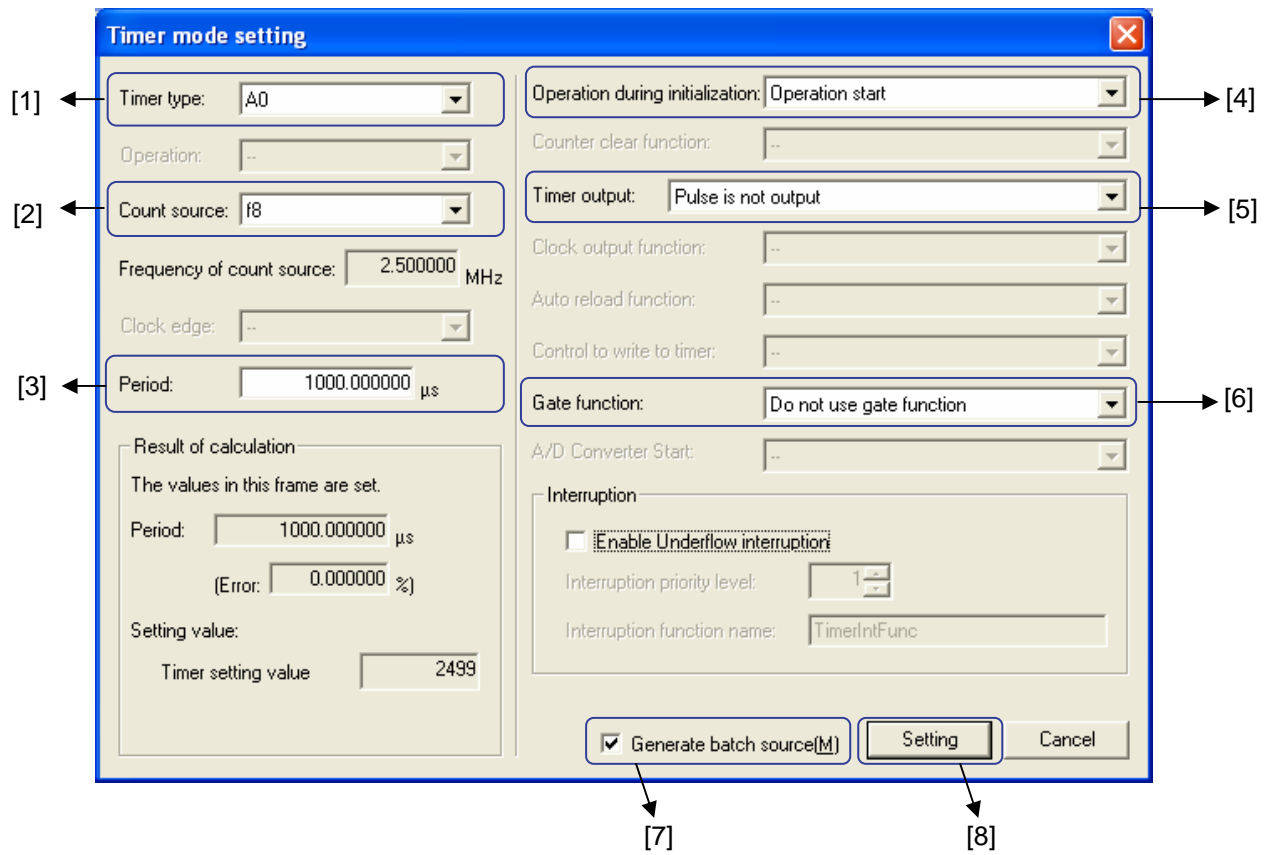 Timer mode setting
[1]
Timer type: A0
Operation: --
[2]
Count source: f8
Frequency of count source: 2.500000 MHz
Clock edge: --
[3]
Period: 1000.000000 µs
Result of calculation
The values in this frame are set.
Period: 1000.000000 µs
(Error: 0.000000 %)
Setting value:
Timer setting value 2499
Operation during initialization: Operation start
[4]
Counter clear function: --
Timer output: Pulse is not output
[5]
Clock output function: --
Auto reload function: --
Control to write to timer: --
Gate function: Do not use gate function
[6]
A/D Converter Start: --
Interruption
Enable Underflow interruption
Interruption priority level: 1
Interruption function name: TimerIntFunc
Generate batch source(M)
Setting
Cancel
[7]
[8]